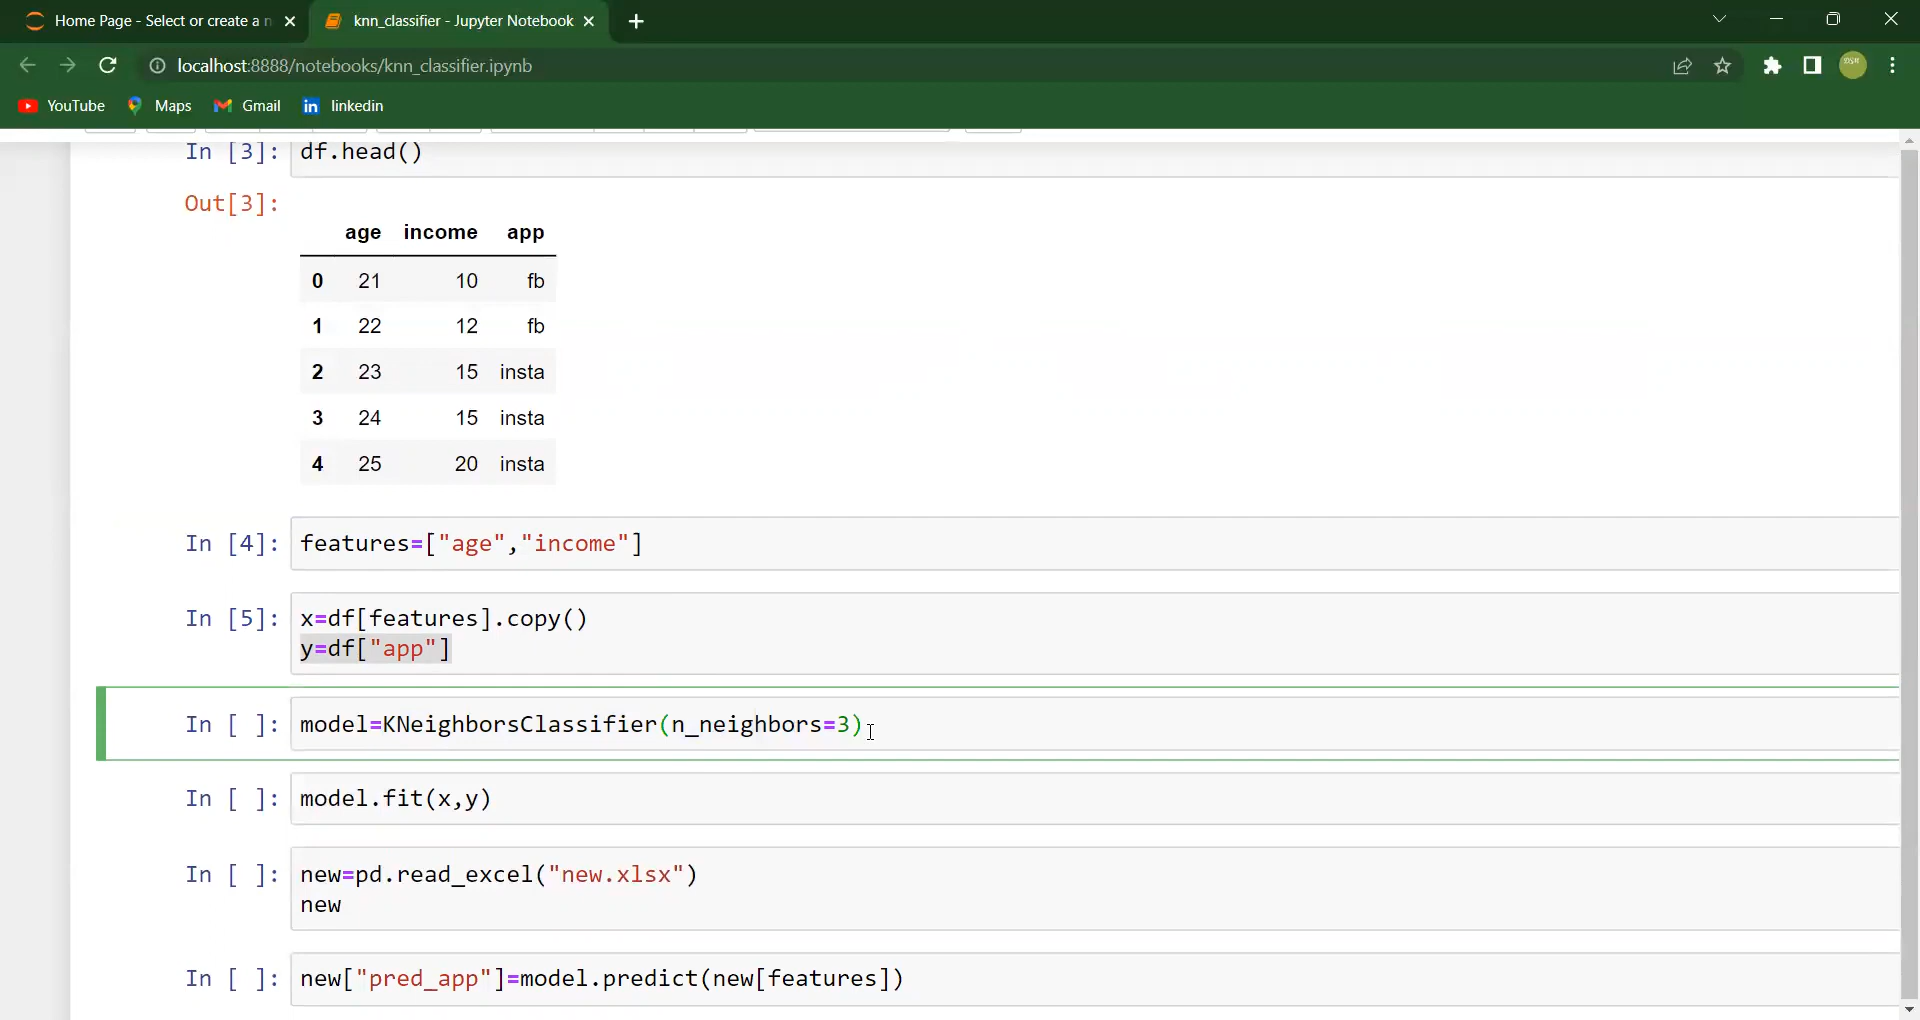 Home Page - Select or create a n
knn_classifier - Jupyter Notebook
localhost:8888/notebooks/knn_classifier.ipynb
YouTube Maps Gmail linkedin
In [3]: df.head()
Out[3]:
age income app
0 21 10 fb
1 22 12 fb
2 23 15 insta
3 24 15 insta
4 25 20 insta
In [4]: features=["age","income"]
In [5]: x=df[features].copy()
y=df["app"]
In [ ]: model=KNeighborsClassifier(n_neighbors=3)
In [ ]: model.fit(x,y)
In [ ]: new=pd.read_excel("new.xlsx")
new
In [ ]: new["pred_app"]=model.predict(new[features])